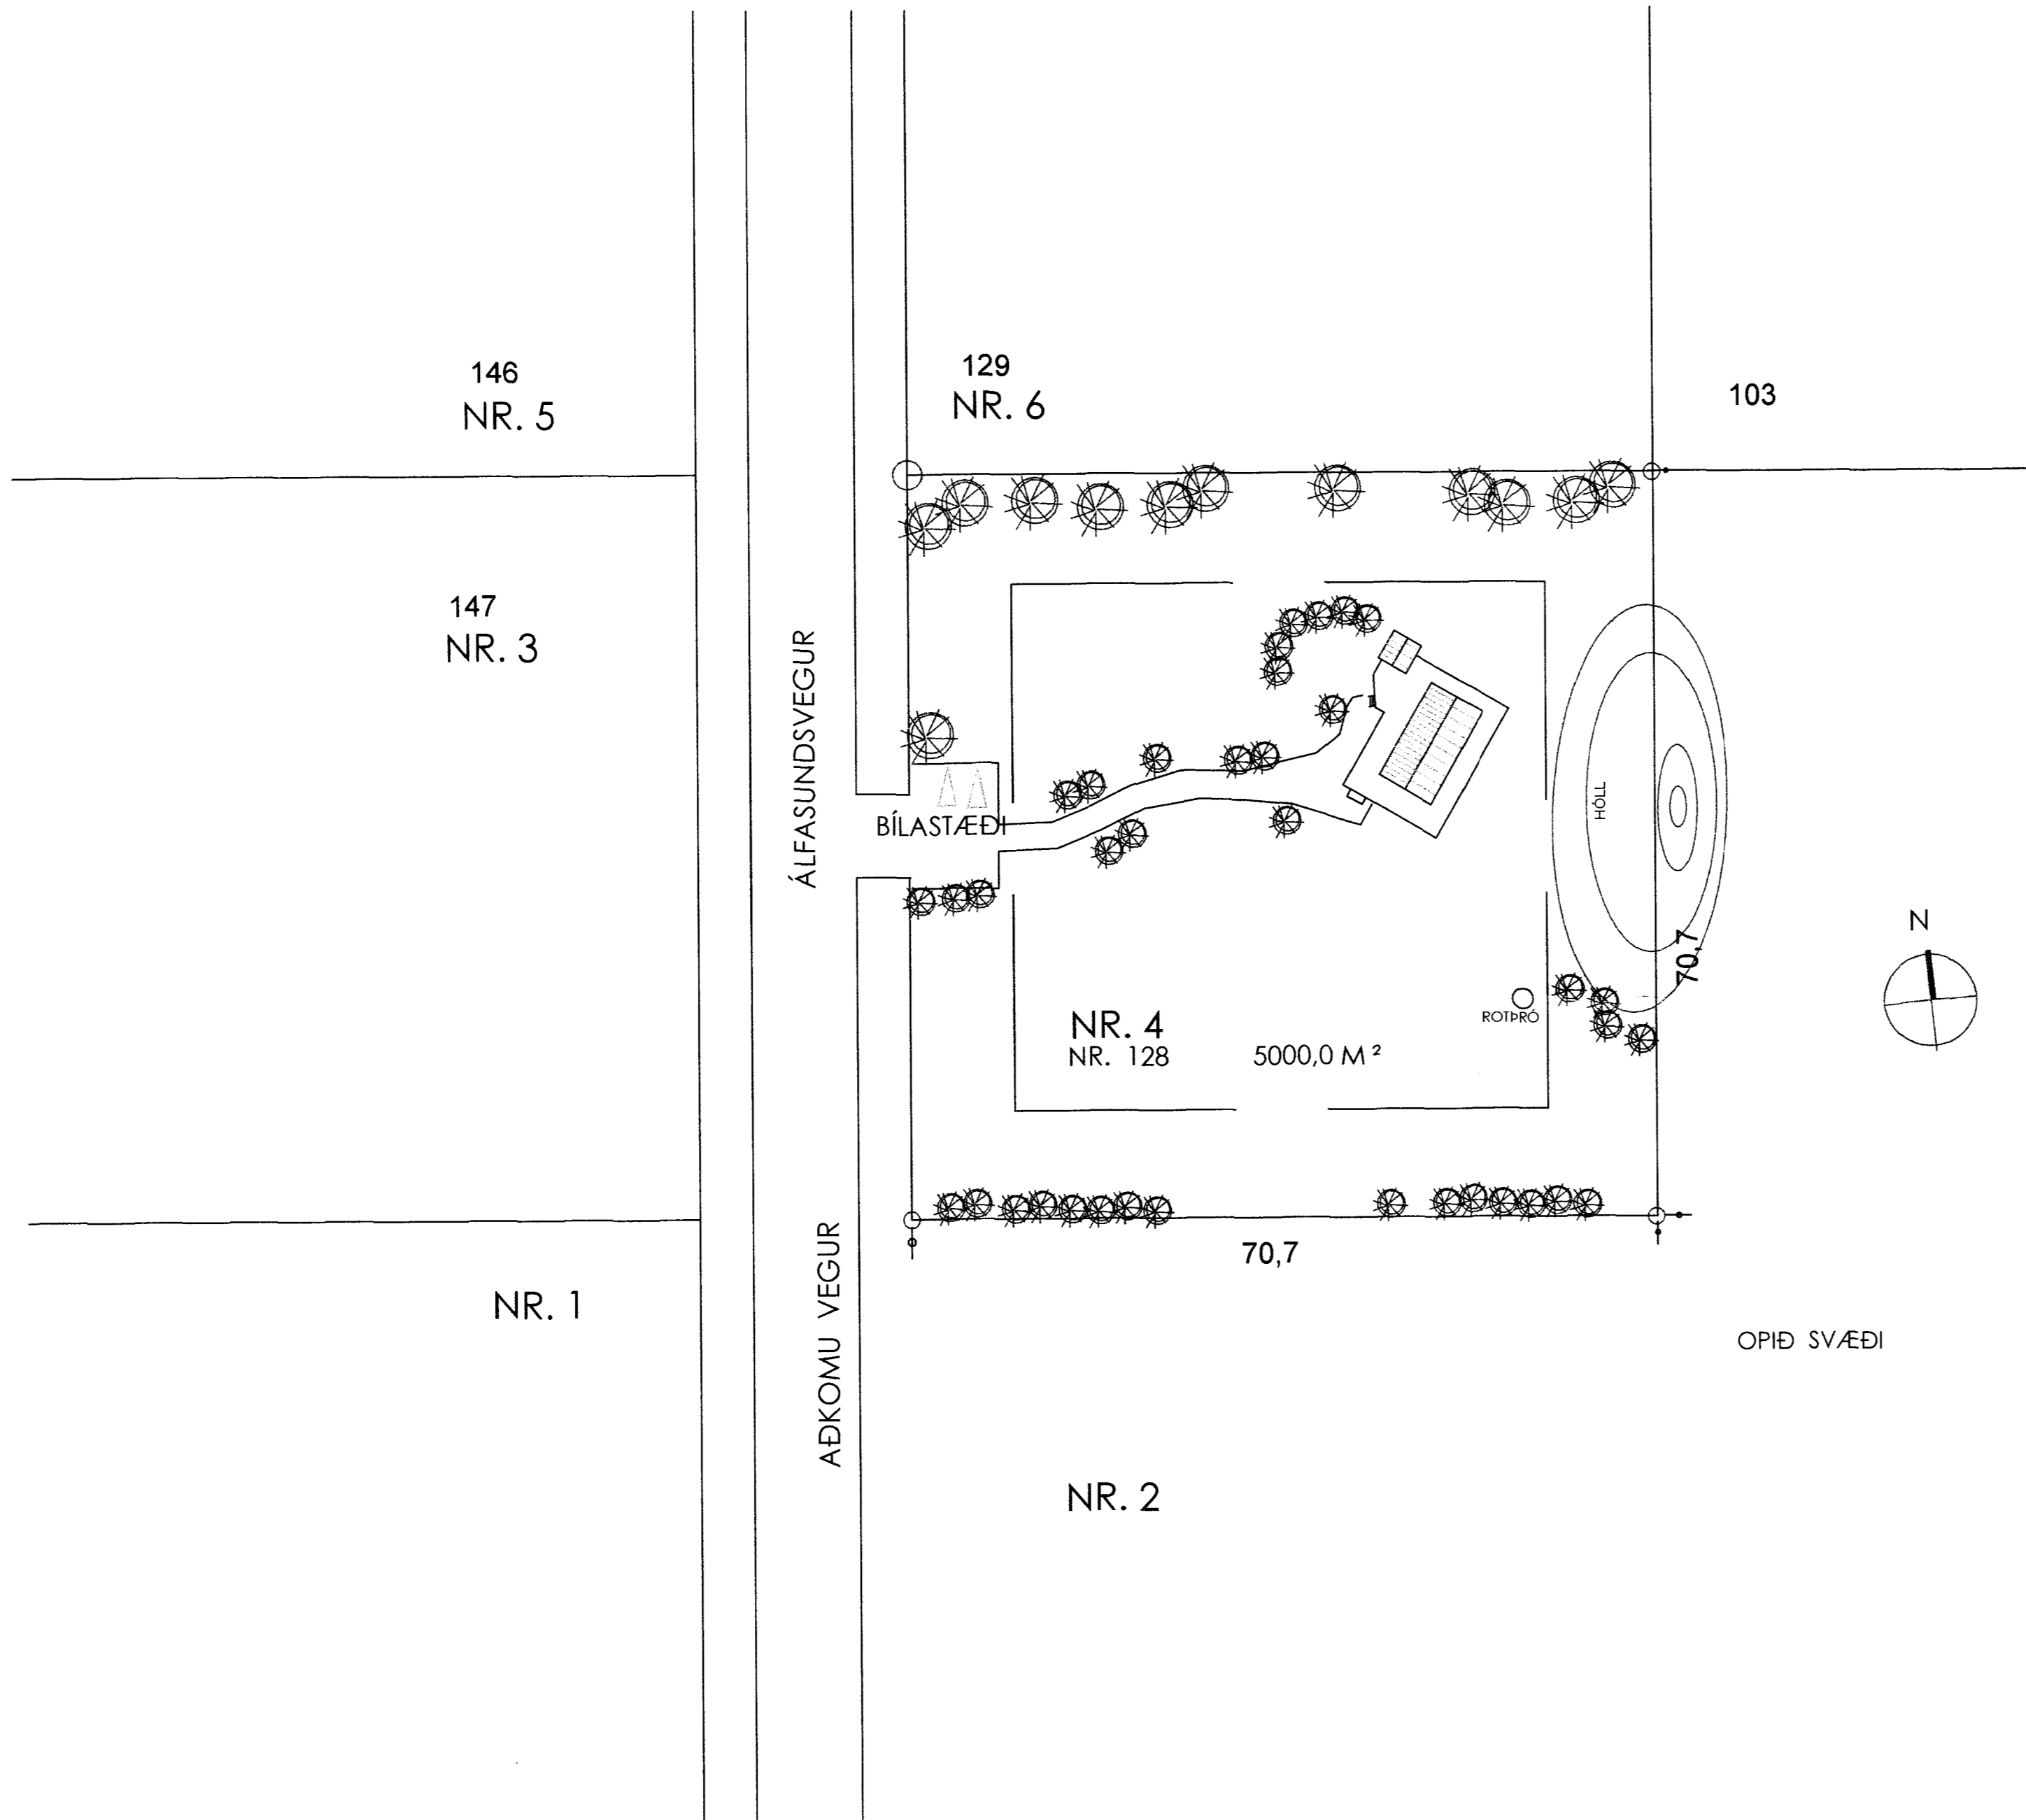 146
NR. 5
129
NR. 6
103
147
NR. 3
ÁLFASUNDSVEGUR
BÍLASTÆÐI
HÓLL
70,7
N
ROTÞRÓ
NR. 4
NR. 128
5000,0 M ²
70,7
AÐKOMU VEGUR
NR. 1
OPIÐ SVÆÐI
NR. 2